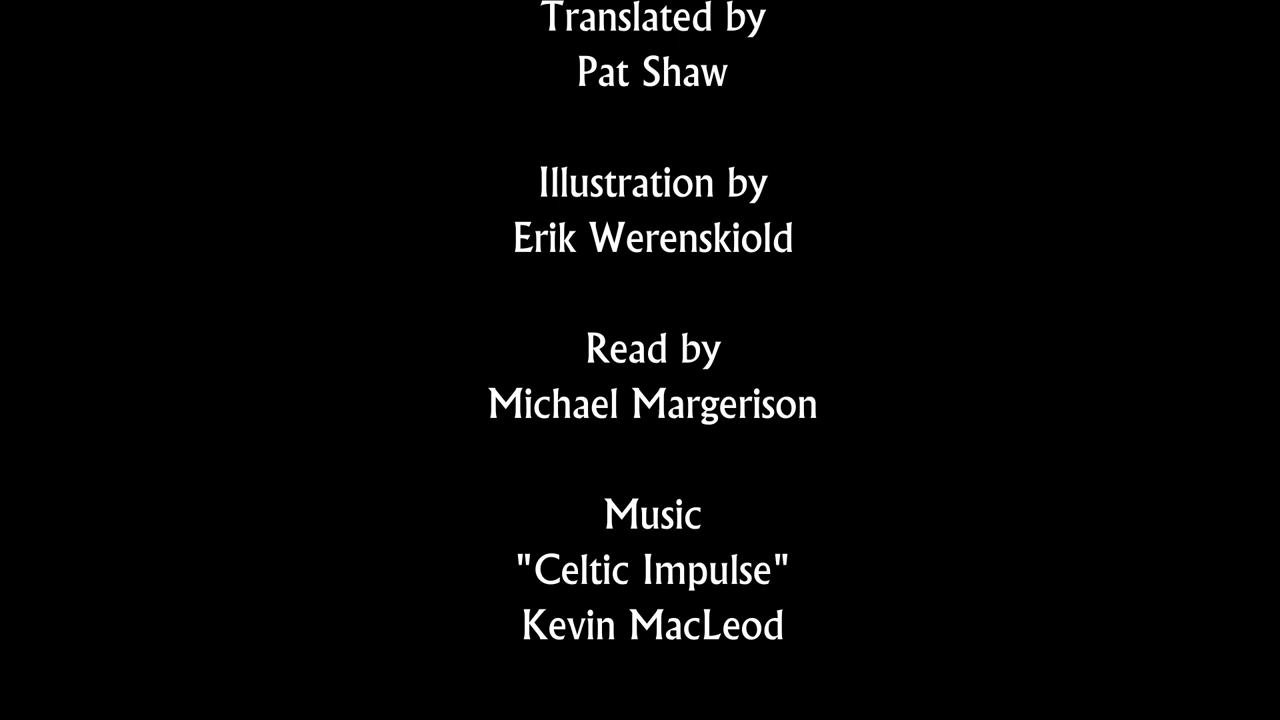 Translated by
Pat Shaw
Illustration by
Erik Werenskiold
Read by
Michael Margerison
Music
"Celtic Impulse"
Kevin MacLeod